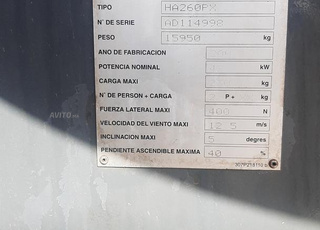 TIPO HA260PX
N° DE SERIE AD114998
PESO 15950 kg
ANO DE FABRICACION
POTENCIA NOMINAL kW
CARGA MAXI kg
N° DE PERSON + CARGA P + kg
FUERZA LATERAL MAXI 400 N
VELOCIDAD DEL VIENTO MAXI 12.5 m/s
INCLINACION MAXI 5 degres
PENDIENTE ASCENDIBLE MAXIMA 40 %
AVITO